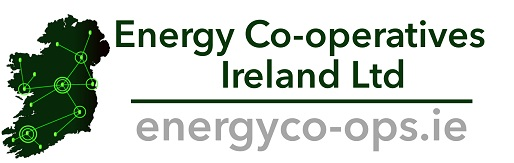 Energy Co-operatives
Ireland Ltd
energyco-ops.ie